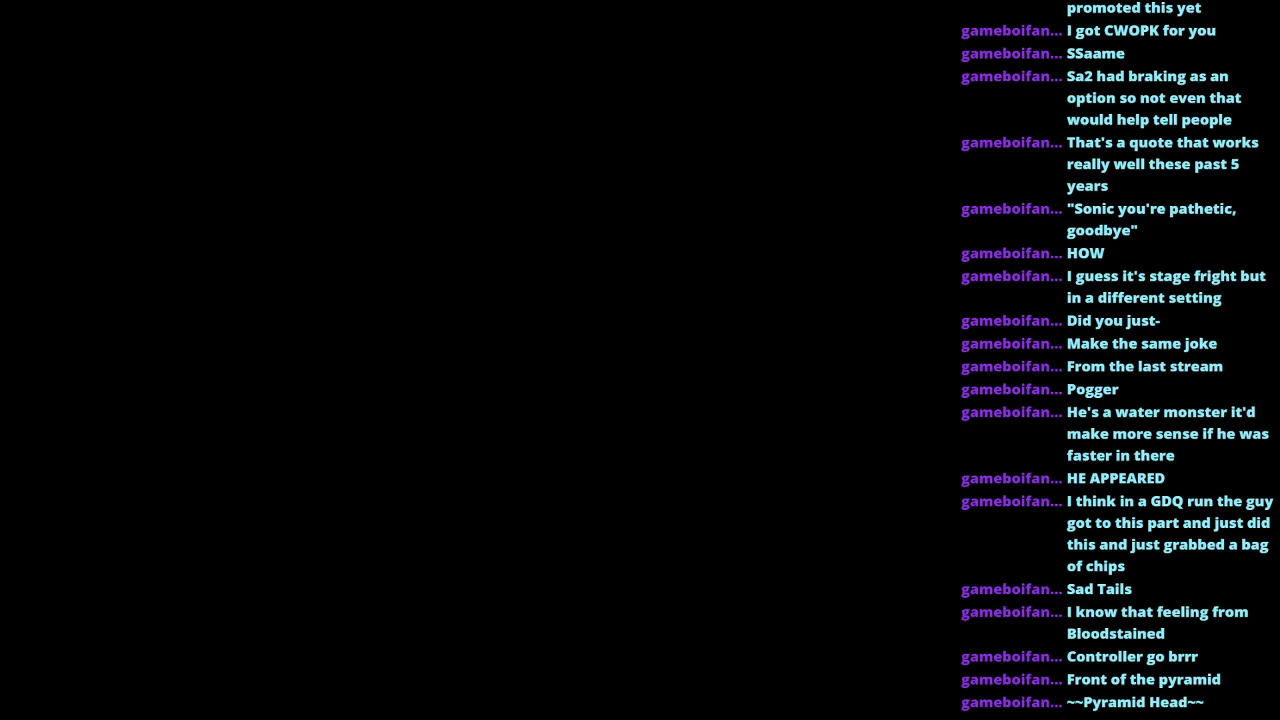 promoted this yet
gameboifan... I got CWOPK for you
gameboifan... SSaame
gameboifan... Sa2 had braking as an
option so not even that
would help tell people
gameboifan... That's a quote that works
really well these past 5
years
gameboifan... "Sonic you're pathetic,
goodbye"
gameboifan... HOW
gameboifan... I guess it's stage fright but
in a different setting
gameboifan... Did you just-
gameboifan... Make the same joke
gameboifan... From the last stream
gameboifan... Pogger
gameboifan... He's a water monster it'd
make more sense if he was
faster in there
gameboifan... HE APPEARED
gameboifan... I think in a GDQ run the guy
got to this part and just did
this and just grabbed a bag
of chips
gameboifan... Sad Tails
gameboifan... I know that feeling from
Bloodstained
gameboifan... Controller go brrr
gameboifan... Front of the pyramid
gameboifan... ~~Pyramid Head~~